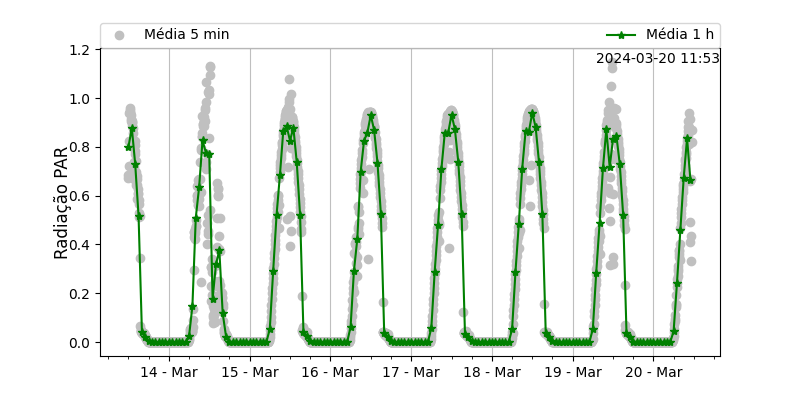 Média 5 min
Média 1 h
2024-03-20 11:53
Radiação PAR
1.2
1.0
0.8
0.6
0.4
0.2
0.0
14 - Mar
15 - Mar
16 - Mar
17 - Mar
18 - Mar
19 - Mar
20 - Mar